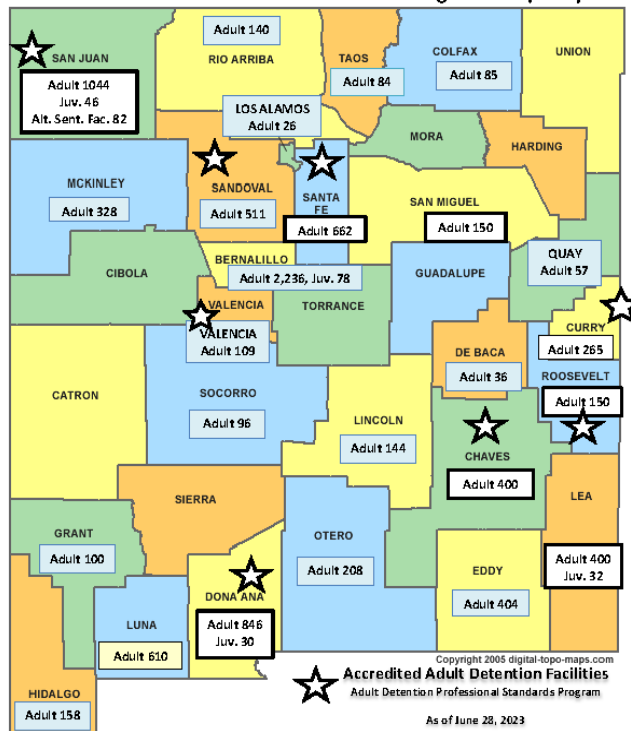 SAN JUAN
Adult 1044
Juv. 46
Alt. Sent. Fac. 82
Adult 140
RIO ARRIBA
TAOS
Adult 84
COLFAX
Adult 85
UNION
LOS ALAMOS
Adult 26
MORA
HARDING
MCKINLEY
Adult 328
SANDOVAL
Adult 511
SANTA
FE
Adult 662
SAN MIGUEL
Adult 150
QUAY
Adult 57
CIBOLA
BERNALILLO
Adult 2,236, Juv. 78
GUADALUPE
VALENCIA
VALENCIA
Adult 109
TORRANCE
CURRY
Adult 265
DE BACA
Adult 36
ROOSEVELT
Adult 150
CATRON
SOCORRO
Adult 96
LINCOLN
Adult 144
CHAVES
Adult 400
SIERRA
LEA
Adult 400
Juv. 32
GRANT
Adult 100
OTERO
Adult 208
EDDY
Adult 404
DONA ANA
Adult 846
Juv. 30
LUNA
Adult 610
HIDALGO
Adult 158
Copyright 2005 digital-topo-maps.com
Accredited Adult Detention Facilities
Adult Detention Professional Standards Program
As of June 28, 2023